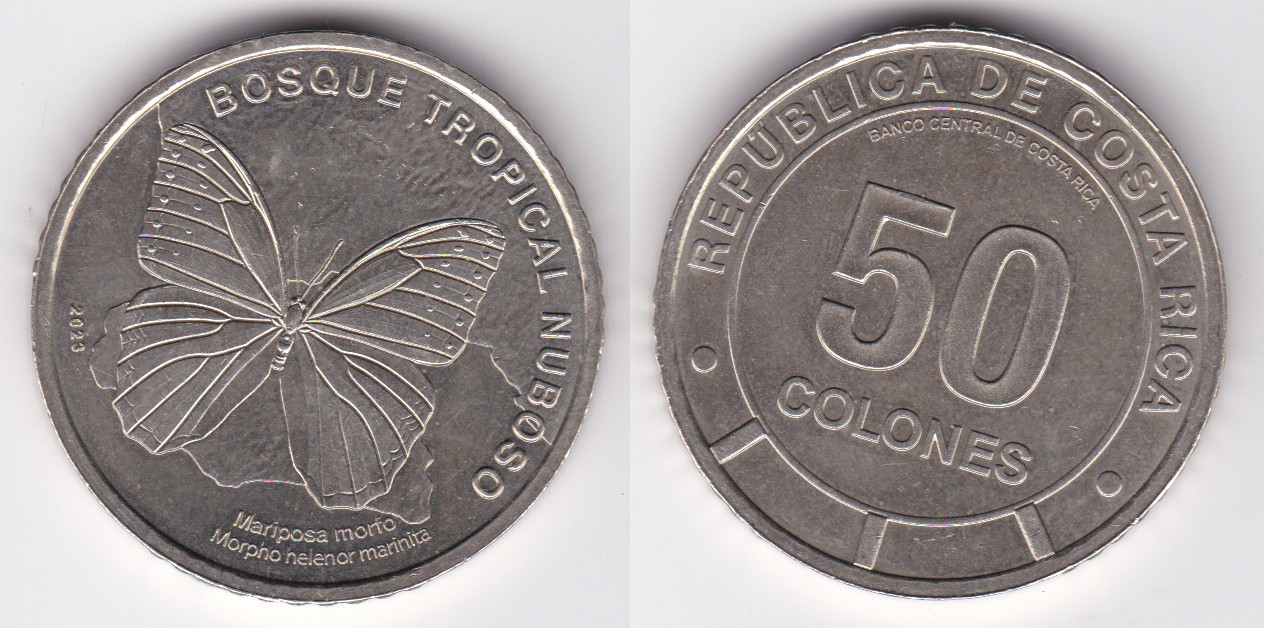 BOSQUE TROPICAL NUBOSO
2023
Mariposa morfo
Morpho helenor marinita
REPÚBLICA DE COSTA RICA
BANCO CENTRAL DE COSTA RICA
50
COLONES